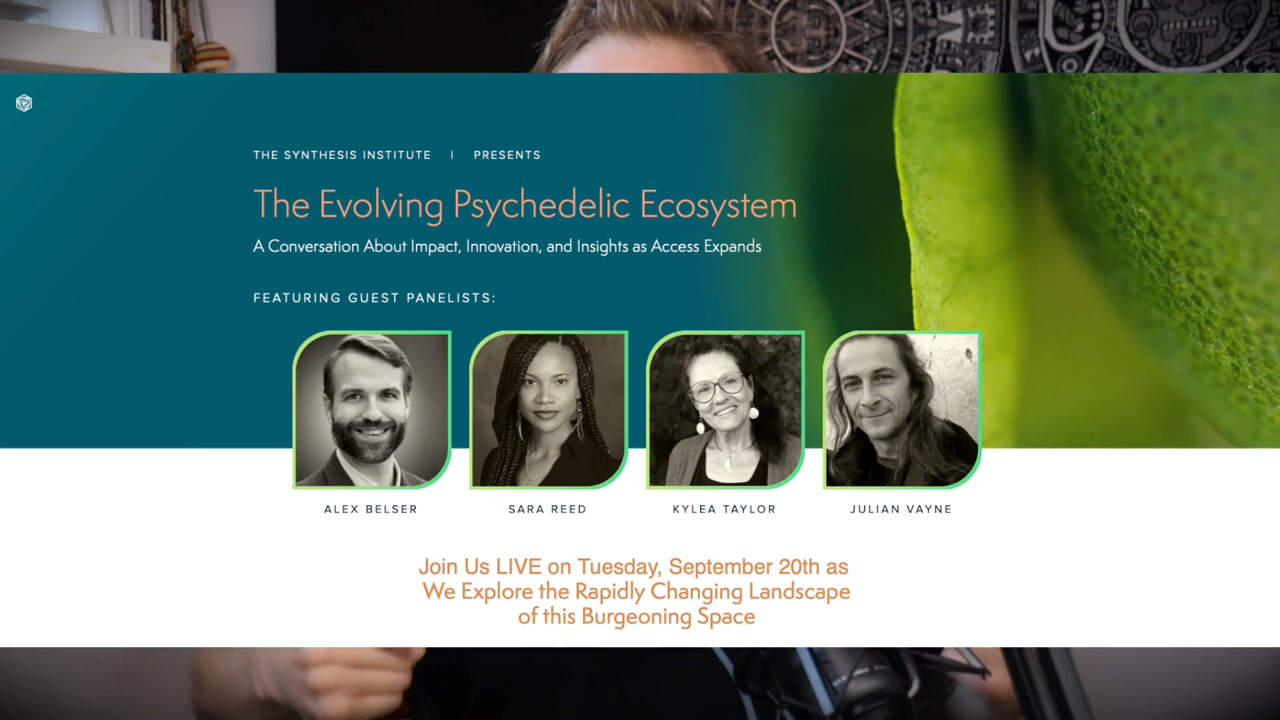 THE SYNTHESIS INSTITUTE | PRESENTS
The Evolving Psychedelic Ecosystem
A Conversation About Impact, Innovation, and Insights as Access Expands
FEATURING GUEST PANELISTS:
ALEX BELSER SARA REED KYLEA TAYLOR JULIAN VAYNE
Join Us LIVE on Tuesday, September 20th as
We Explore the Rapidly Changing Landscape
of this Burgeoning Space